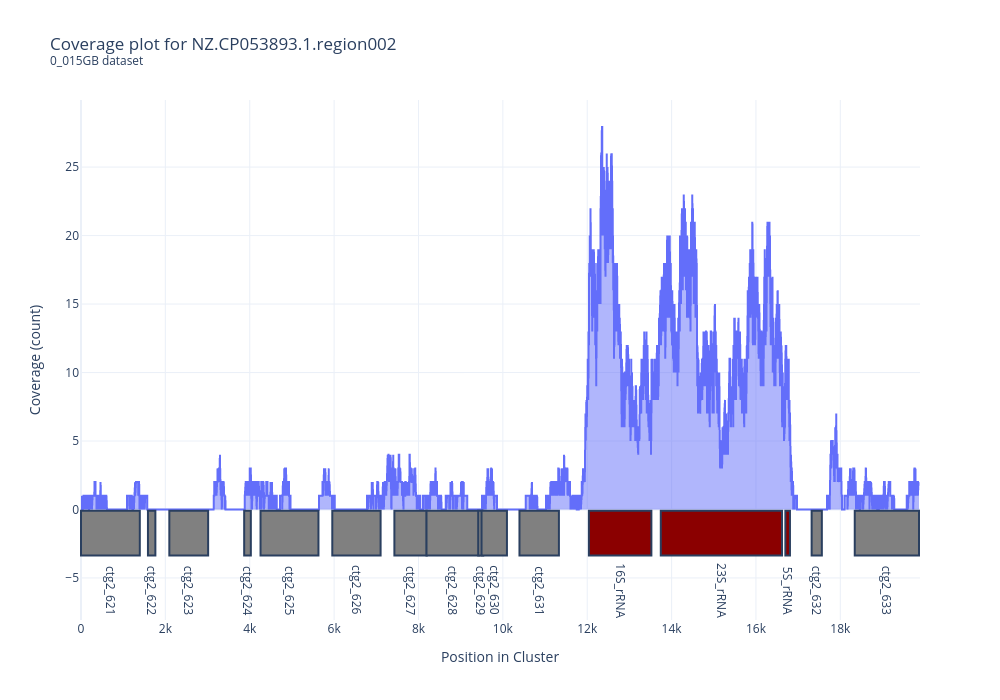 Coverage plot for NZ.CP053893.1.region002
0_015GB dataset
Coverage (count)
25
20
15
10
5
0
−5
ctg2_621
ctg2_622
ctg2_623
ctg2_624
ctg2_625
ctg2_626
ctg2_627
ctg2_628
ctg2_629
ctg2_630
ctg2_631
16S_rRNA
23S_rRNA
5S_rRNA
ctg2_632
ctg2_633
0 2k 4k 6k 8k 10k 12k 14k 16k 18k
Position in Cluster